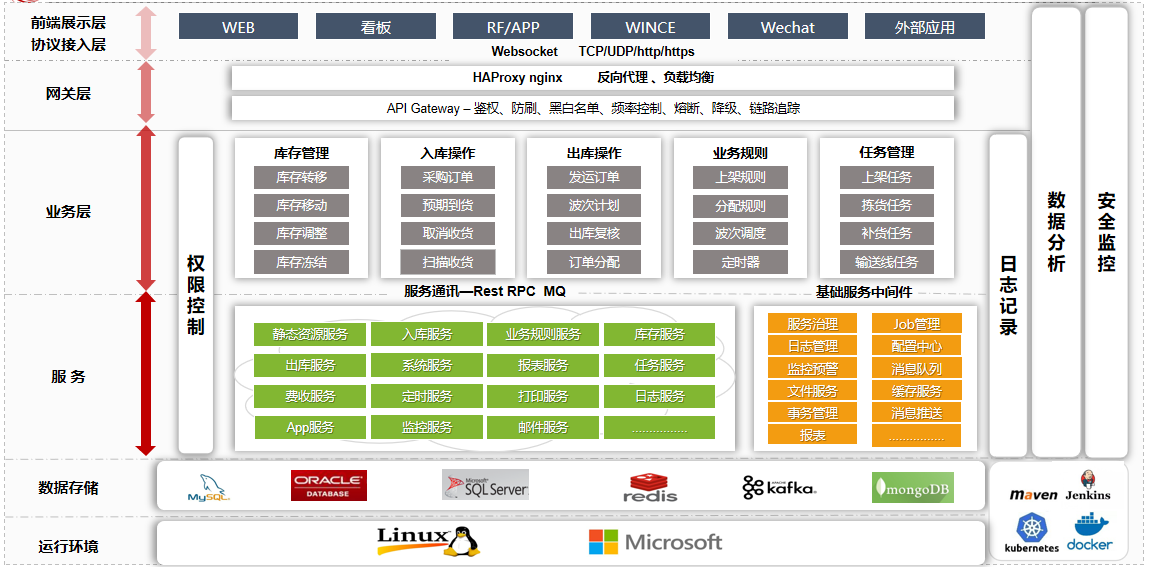 前端展示层
协议接入层
WEB
看板
RF/APP
WINCE
Wechat
外部应用
Websocket TCP/UDP/http/https
网关层
HAProxy nginx 反向代理 、负载均衡
API Gateway – 鉴权、防刷、黑白名单、频率控制、熔断、降级、链路追踪
业务层
权限控制
库存管理
库存转移
库存移动
库存调整
库存冻结
入库操作
采购订单
预期到货
取消收货
扫描收货
出库操作
发运订单
波次计划
出库复核
订单分配
业务规则
上架规则
分配规则
波次调度
定时器
任务管理
上架任务
拣货任务
补货任务
输送线任务
日志记录
数据分析
安全监控
服务通讯—Rest RPC MQ
基础服务中间件
服 务
静态资源服务
入库服务
业务规则服务
库存服务
出库服务
系统服务
报表服务
任务服务
费收服务
定时服务
打印服务
日志服务
App服务
监控服务
邮件服务
................
服务治理
Job管理
日志管理
配置中心
监控预警
消息队列
文件服务
缓存服务
事务管理
消息推送
报表
................
数据存储
MySQL
ORACLE
DATABASE
Microsoft
SQL Server
redis
APACHE
kafka
mongoDB
maven
Jenkins
kubernetes
docker
运行环境
Linux
Microsoft